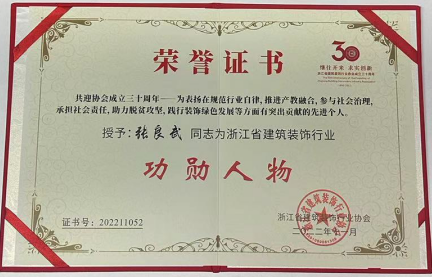 荣誉证书
30
继往开来 求实创新
共迎协会成立三十周年——为表扬在规范行业自律,推进产教融合,参与社会治理,
承担社会责任,助力脱贫攻坚,践行装饰绿色发展等方面有突出贡献的先进个人。
授予:张良武 同志为浙江省建筑装饰行业
功勋人物
证书号:202211052
浙江省建筑装饰行业协会
二〇二二年十一月